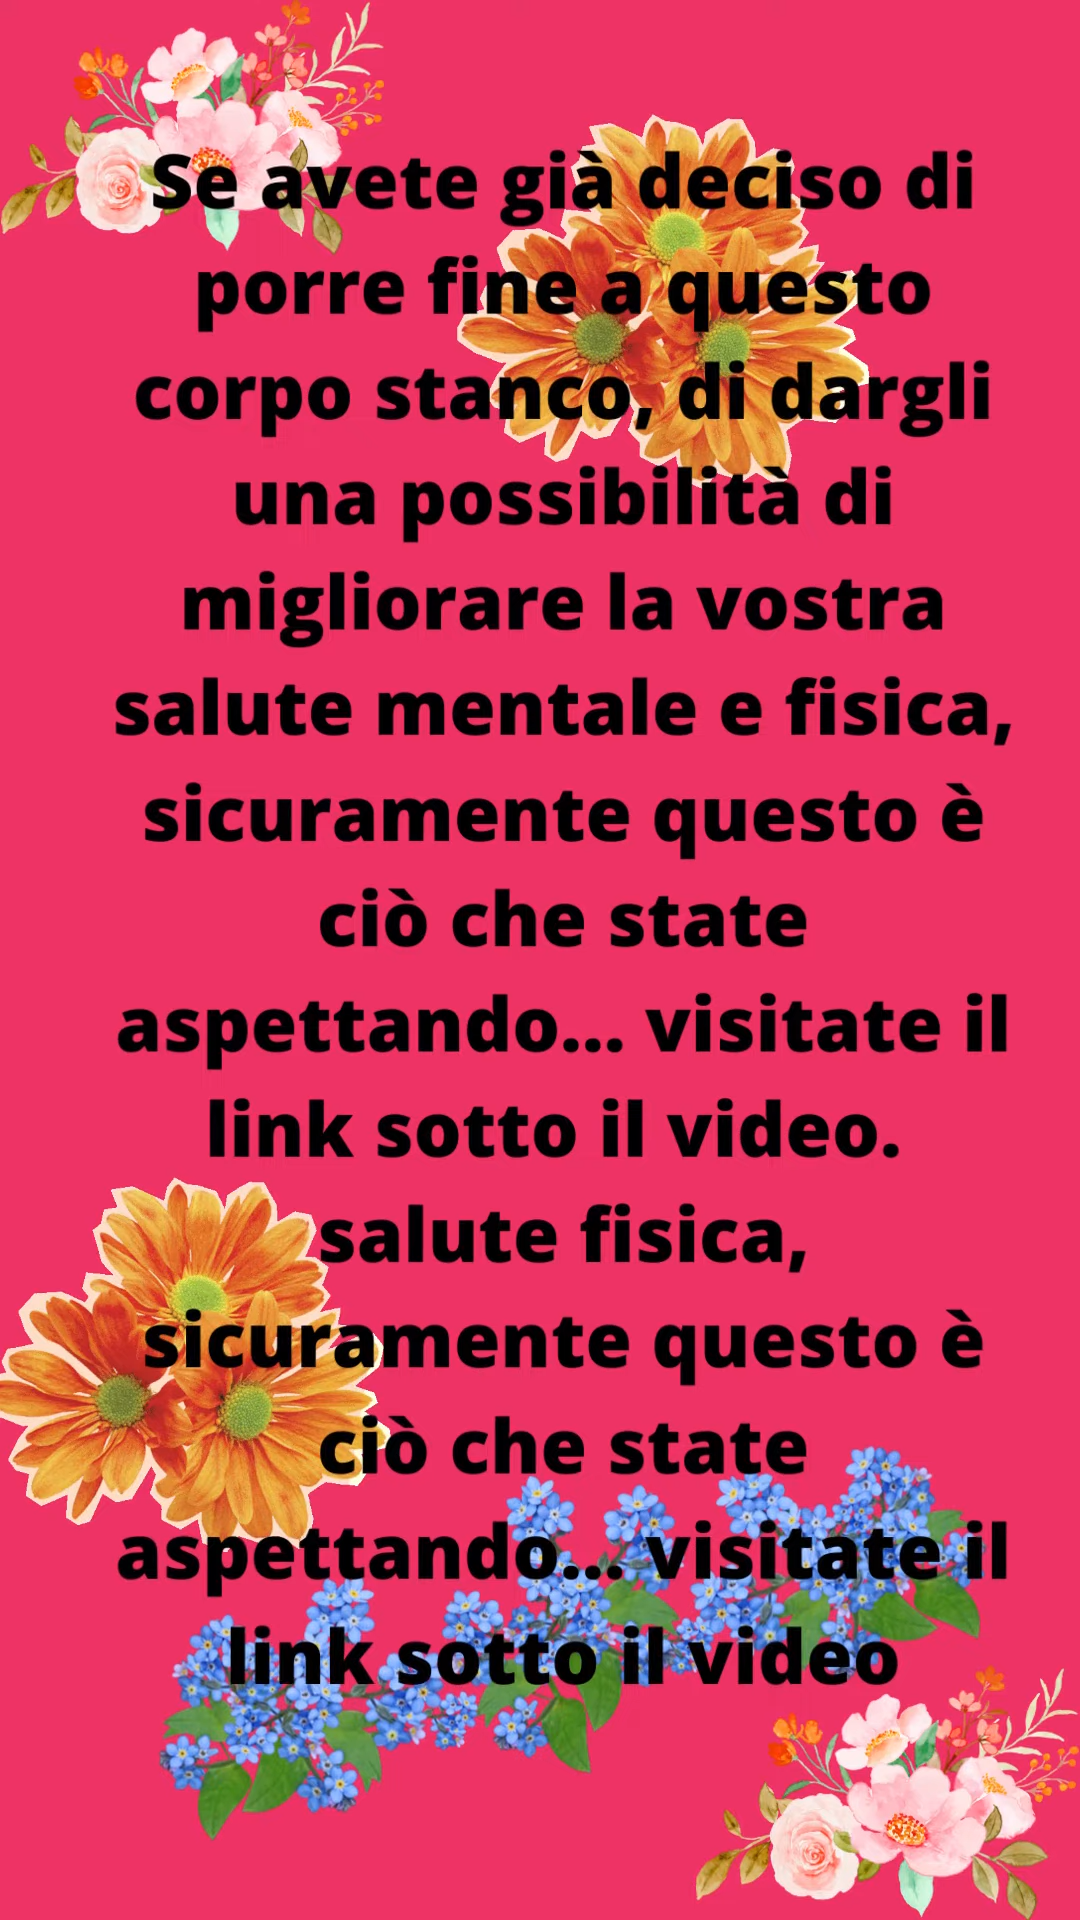 Se avete già deciso di
porre fine a questo
corpo stanco, di dargli
una possibilità di
migliorare la vostra
salute mentale e fisica,
sicuramente questo è
ciò che state
aspettando... visitate il
link sotto il video.
salute fisica,
sicuramente questo è
ciò che state
aspettando... visitate il
link sotto il video